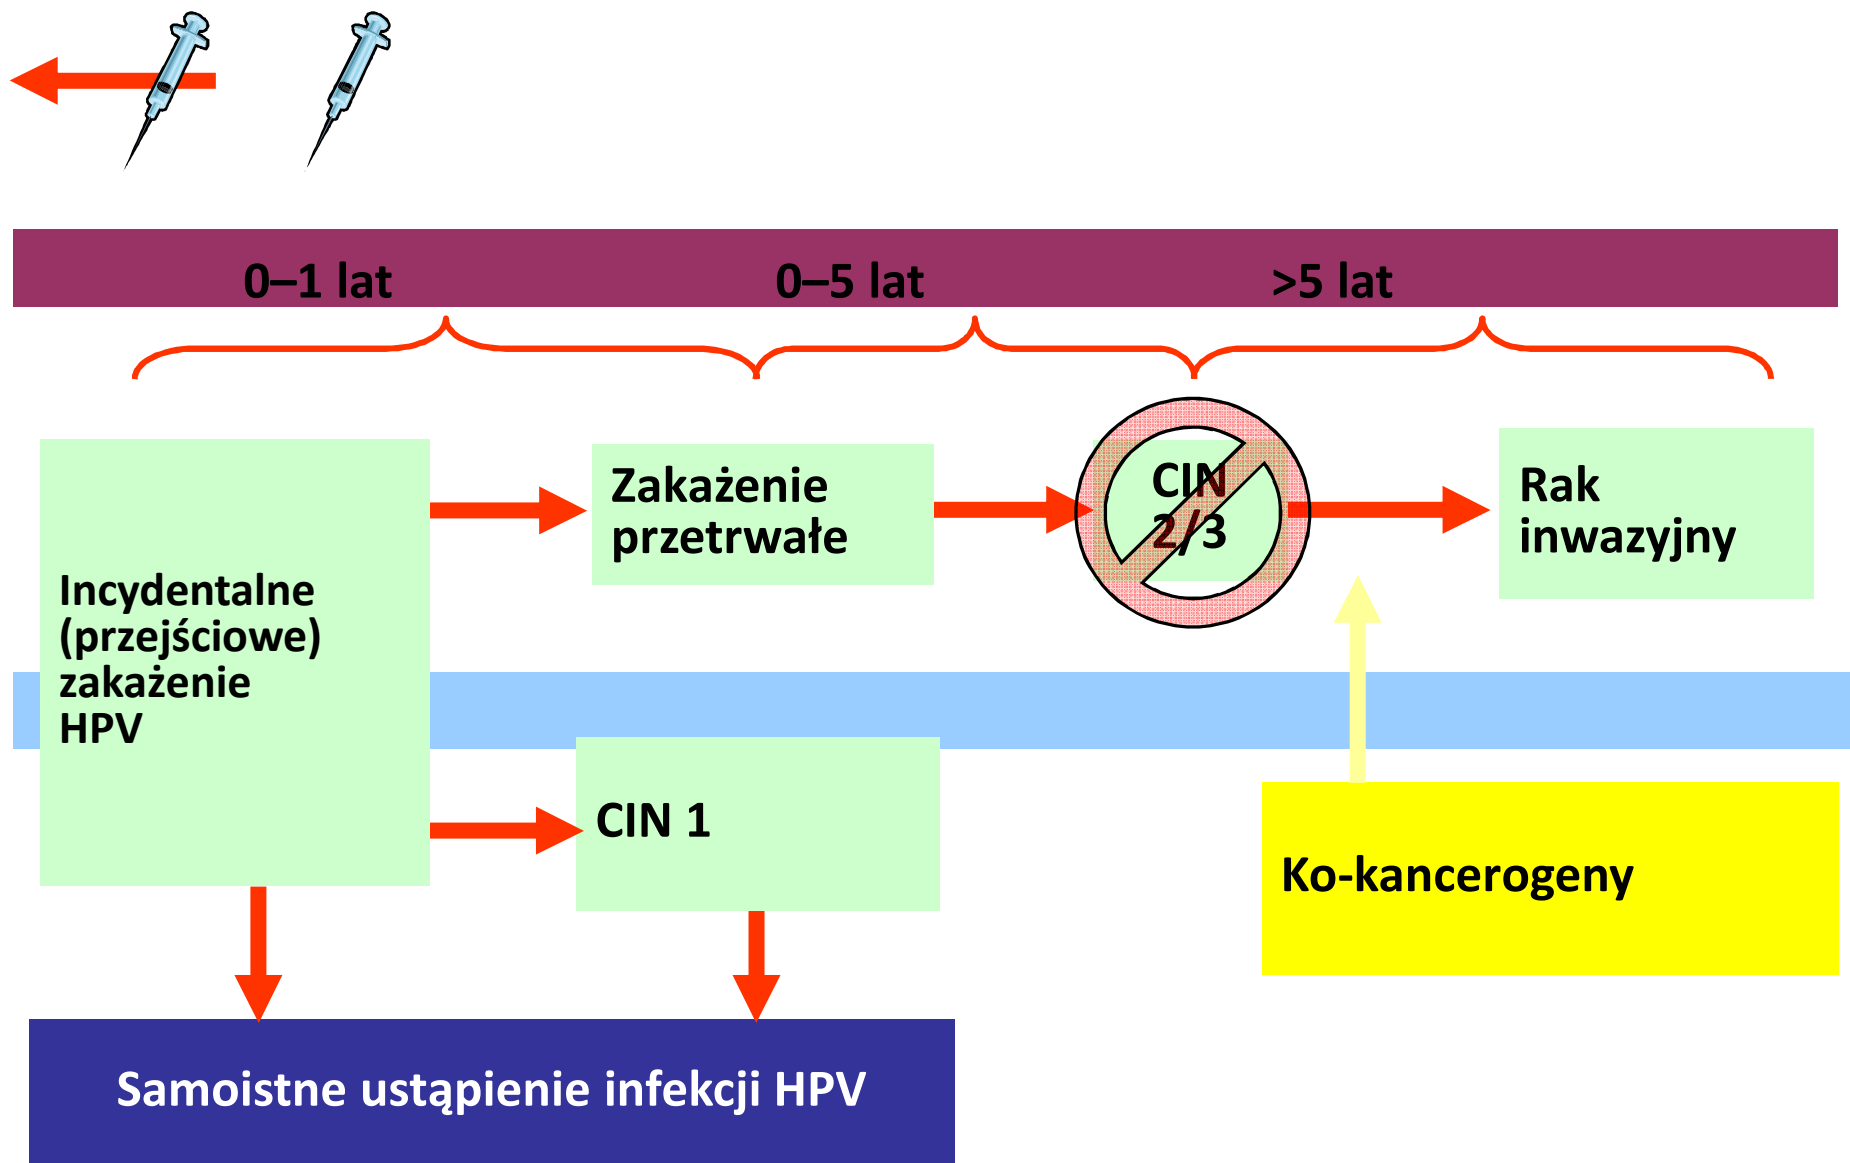 0–1 lat
0–5 lat
>5 lat
Incydentalne
(przejściowe)
zakażenie
HPV
Zakażenie
przetrwałe
CIN
2/3
Rak
inwazyjny
CIN 1
Ko-kancerogeny
Samoistne ustąpienie infekcji HPV